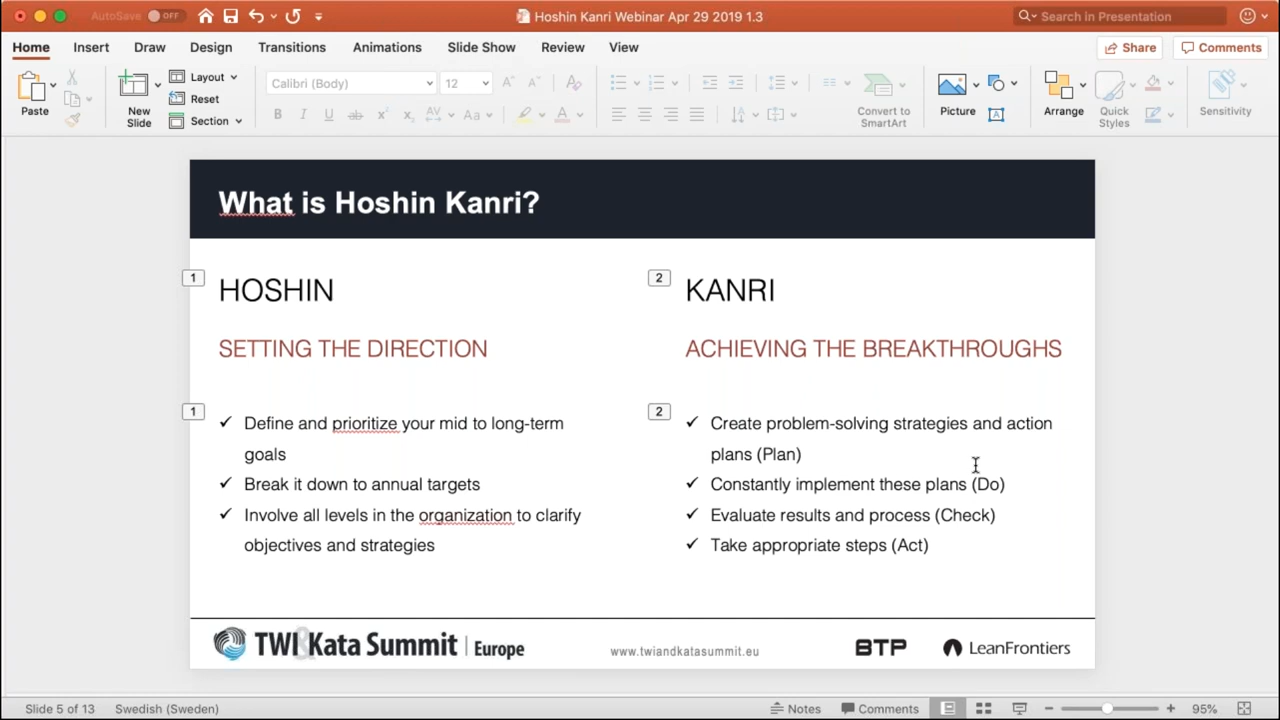 AutoSave OFF
Hoshin Kanri Webinar Apr 29 2019 1.3
Search in Presentation
Home Insert Draw Design Transitions Animations Slide Show Review View
Share Comments
Paste
New Slide
Layout
Reset
Section
Calibri (Body) 12
B I U ab X² X₂ AV Aa A
Convert to SmartArt
Picture
Arrange
Quick Styles
Sensitivity
What is Hoshin Kanri?
1
HOSHIN
SETTING THE DIRECTION
1
Define and prioritize your mid to long-term
goals
Break it down to annual targets
Involve all levels in the organization to clarify
objectives and strategies
2
KANRI
ACHIEVING THE BREAKTHROUGHS
2
Create problem-solving strategies and action
plans (Plan)
Constantly implement these plans (Do)
Evaluate results and process (Check)
Take appropriate steps (Act)
TWI&Kata Summit | Europe
www.twiandkatasummit.eu
BTP
LeanFrontiers
Slide 5 of 13 Swedish (Sweden)
Notes Comments 95%